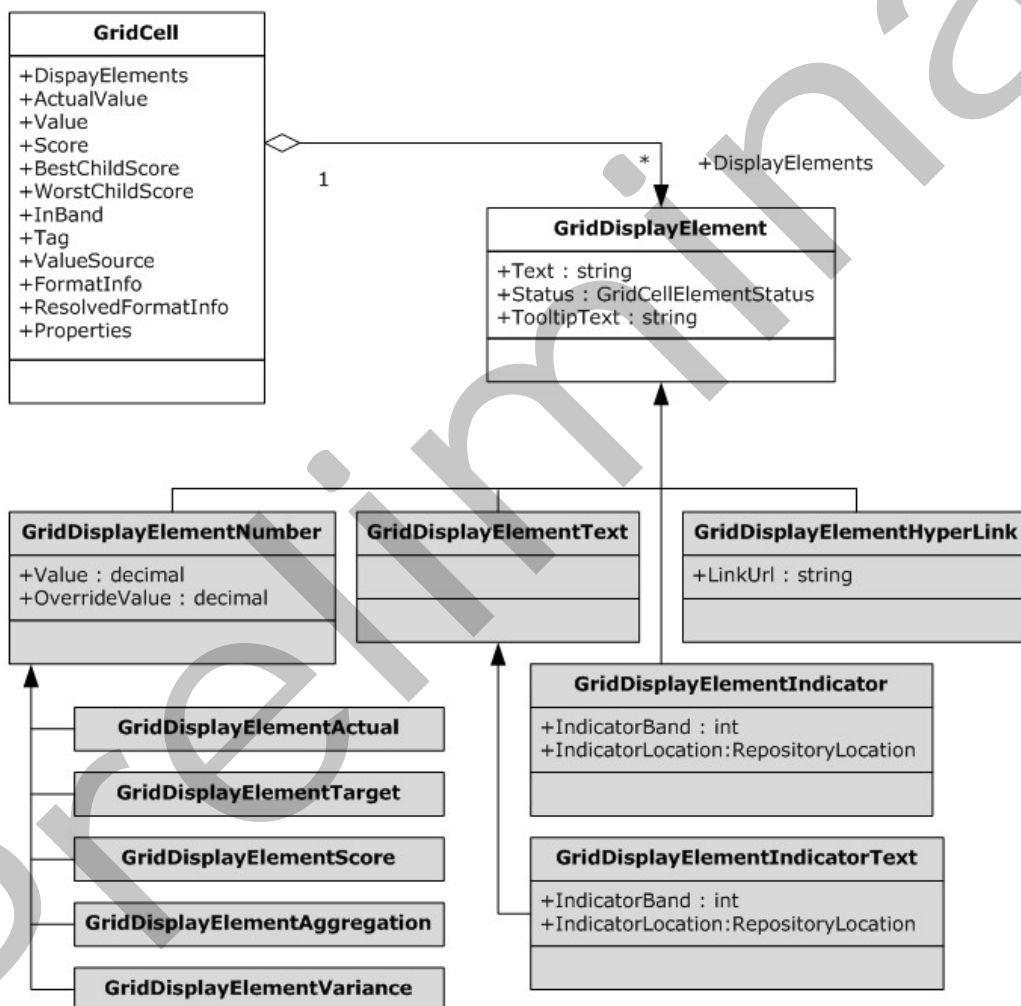 GridCell
+DispayElements
+ActualValue
+Value
+Score
+BestChildScore
+WorstChildScore
+InBand
+Tag
+ValueSource
+FormatInfo
+ResolvedFormatInfo
+Properties
1
*
+DisplayElements
GridDisplayElement
+Text : string
+Status : GridCellElementStatus
+TooltipText : string
GridDisplayElementNumber
+Value : decimal
+OverrideValue : decimal
GridDisplayElementText
GridDisplayElementHyperLink
+LinkUrl : string
GridDisplayElementIndicator
+IndicatorBand : int
+IndicatorLocation:RepositoryLocation
GridDisplayElementActual
GridDisplayElementTarget
GridDisplayElementScore
GridDisplayElementAggregation
GridDisplayElementVariance
GridDisplayElementIndicatorText
+IndicatorBand : int
+IndicatorLocation:RepositoryLocation
Prelimina